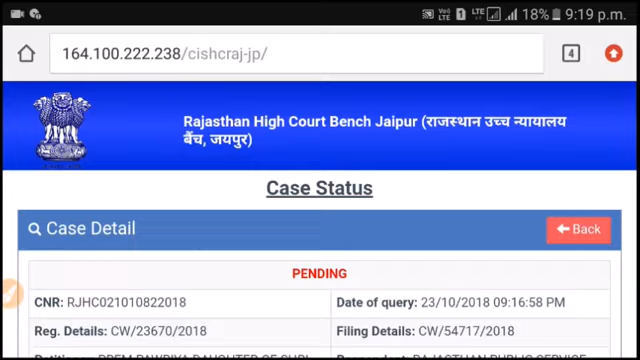 18% 9:19 p.m.
164.100.222.238/cishcraj-jp/
4
Rajasthan High Court Bench Jaipur (राजस्थान उच्च न्यायालय
बैंच, जयपुर)
Case Status
Case Detail
Back
PENDING
CNR: RJHC021010822018
Date of query: 23/10/2018 09:16:58 PM
Reg. Details: CW/23670/2018
Filing Details: CW/54717/2018